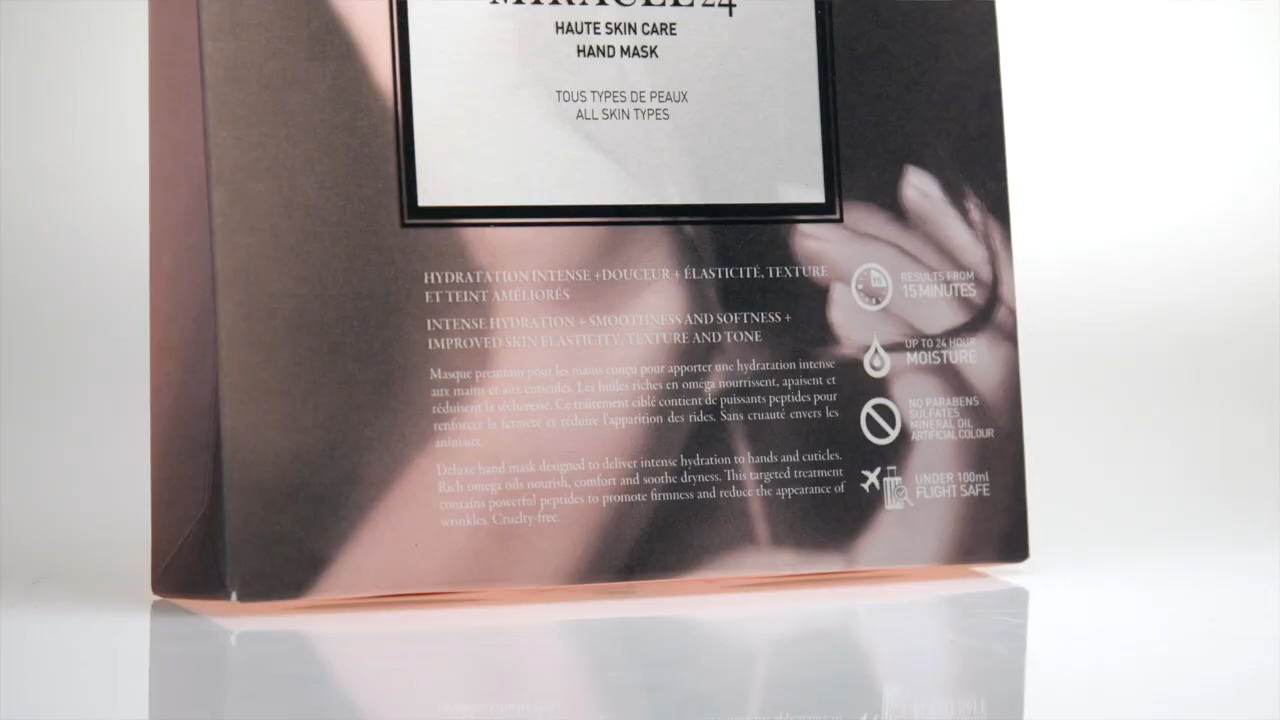 MIRACLE 24
HAUTE SKIN CARE
HAND MASK
TOUS TYPES DE PEAUX
ALL SKIN TYPES
HYDRATATION INTENSE +DOUCEUR + ÉLASTICITÉ, TEXTURE
ET TEINT AMÉLIORÉS
INTENSE HYDRATION + SMOOTHNESS AND SOFTNESS +
IMPROVED SKIN ELASTICITY, TEXTURE AND TONE
Masque premium pour les mains conçu pour apporter une hydratation intense
aux mains et aux cuticules. Les huiles riches en omega nourrissent, apaisent et
réduisent la sécheresse. Ce traitement ciblé contient de puissants peptides pour
renforcer la fermeté et réduire l'apparition des rides. Sans cruauté envers les
animaux.
Deluxe hand mask designed to deliver intense hydration to hands and cuticles.
Rich omega oils nourish, comfort and soothe dryness. This targeted treatment
contains powerful peptides to promote firmness and reduce the appearance of
wrinkles. Cruelty-free.
RESULTS FROM
15 MINUTES
UP TO 24 HOUR
MOISTURE
NO PARABENS
SULFATES
MINERAL OIL
ARTIFICIAL COLOUR
UNDER 100ml
FLIGHT SAFE